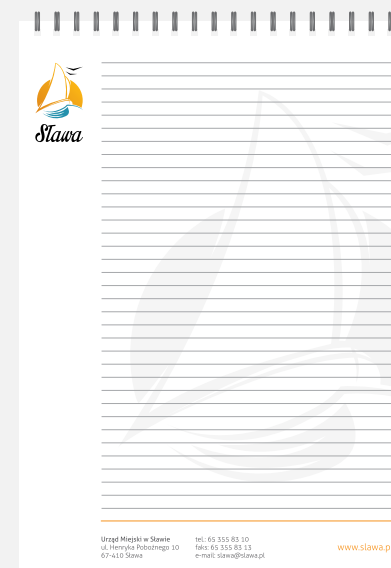 Sława
Urząd Miejski w Sławie
ul. Henryka Pobożnego 10
67-410 Sława
tel.: 65 355 83 10
faks: 65 355 83 13
e-mail: slawa@slawa.pl
www.slawa.p